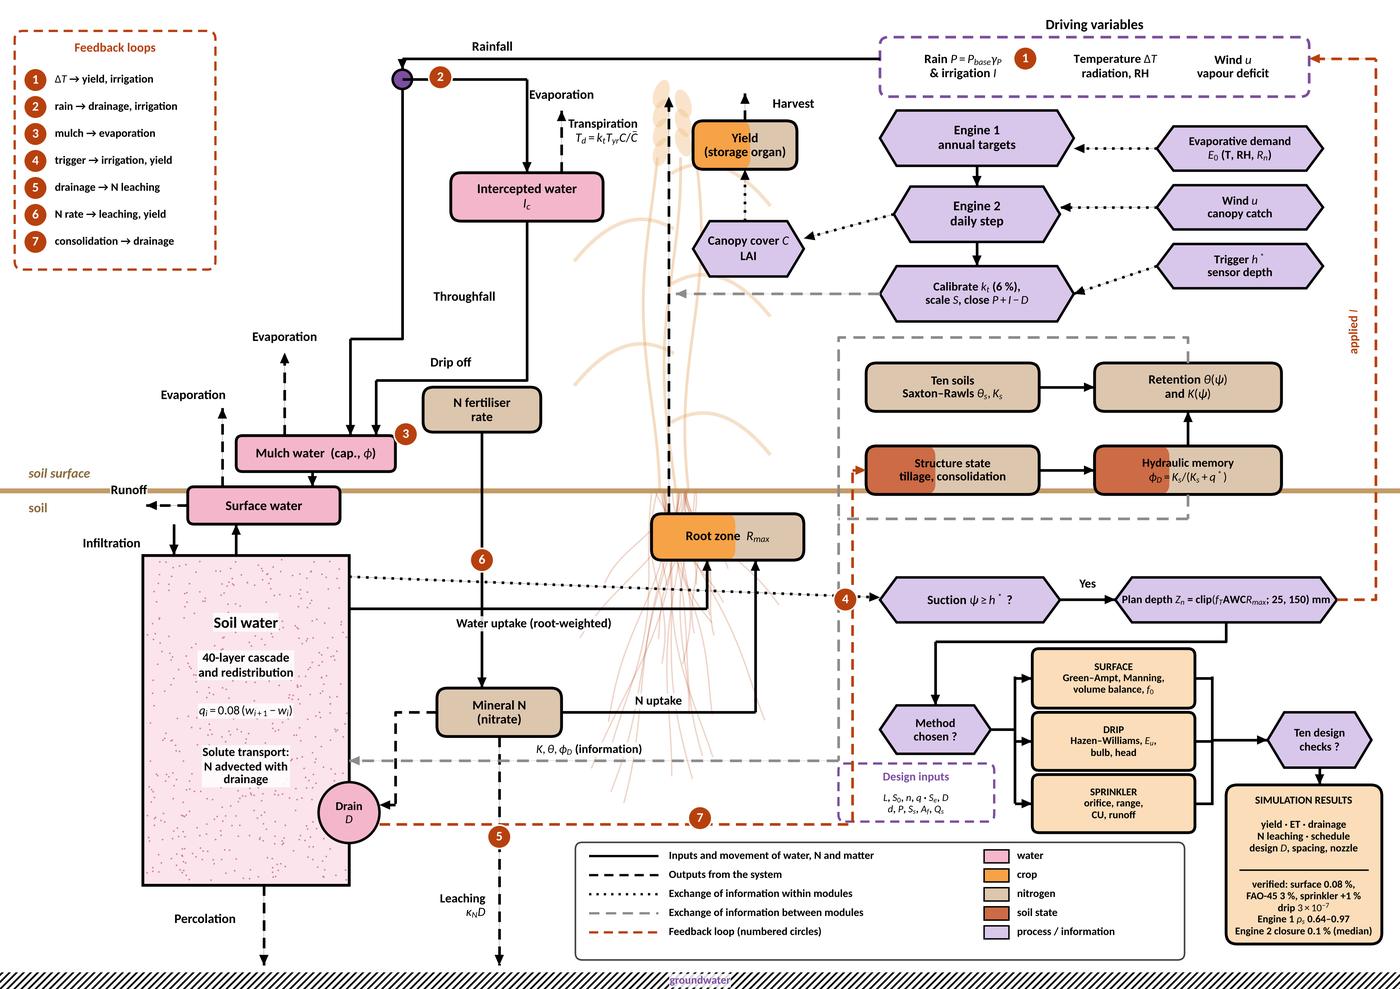 Feedback loops
1 ΔT → yield, irrigation
2 rain → drainage, irrigation
3 mulch → evaporation
4 trigger → irrigation, yield
5 drainage → N leaching
6 N rate → leaching, yield
7 consolidation → drainage
Rainfall
2
Evaporation
Transpiration
T_d = k_t T_yr C/C̄
Intercepted water
I_c
Throughfall
Drip off
Evaporation
Evaporation
Harvest
Yield
(storage organ)
Canopy cover C
LAI
Driving variables
Rain P = P_base γ_P
& irrigation I
1
Temperature ΔT
radiation, RH
Wind u
vapour deficit
Engine 1
annual targets
Engine 2
daily step
Calibrate k_t (6 %),
scale S, close P + I − D
Evaporative demand
E_0 (T, RH, R_n)
Wind u
canopy catch
Trigger h*
sensor depth
applied I
N fertiliser
rate
Mulch water (cap., ϕ)
3
soil surface
soil
Runoff
Surface water
Infiltration
Ten soils
Saxton–Rawls θ_s, K_s
Retention θ(ψ)
and K(ψ)
Structure state
tillage, consolidation
Hydraulic memory
ϕ_D = K_s/(K_s + q*)
Root zone R_max
6
4
Suction ψ ≥ h* ?
Yes
Plan depth Z_n = clip(f_T AWC R_max; 25, 150) mm
Soil water
40-layer cascade
and redistribution
q_i = 0.08 (w_{i+1} − w_i)
Solute transport:
N advected with
drainage
Water uptake (root-weighted)
Mineral N
(nitrate)
N uptake
K, θ, ϕ_D (information)
Drain
D
7
5
Method
chosen ?
SURFACE
Green–Ampt, Manning,
volume balance, f_0
DRIP
Hazen–Williams, E_u,
bulb, head
SPRINKLER
orifice, range,
CU, runoff
Ten design
checks ?
Design inputs
L, S_0, n, q · S_e, D
d, P, S_s, A_f, Q_s
SIMULATION RESULTS
yield · ET · drainage
N leaching · schedule
design D, spacing, nozzle
verified: surface 0.08 %,
FAO-45 3 %, sprinkler +1 %
drip 3 × 10⁻⁷
Engine 1 ρ_s 0.64–0.97
Engine 2 closure 0.1 % (median)
Percolation
Leaching
κ_N D
Inputs and movement of water, N and matter
Outputs from the system
Exchange of information within modules
Exchange of information between modules
Feedback loop (numbered circles)
water
crop
nitrogen
soil state
process / information
groundwater